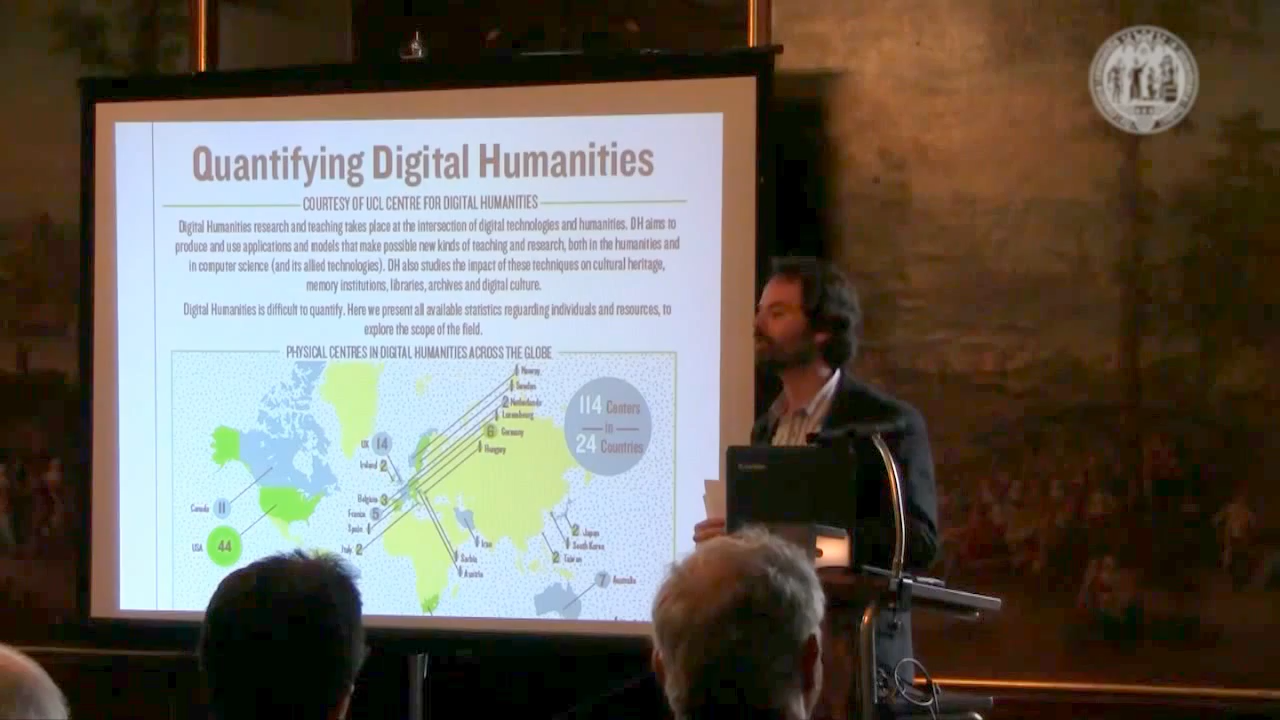 Quantifying Digital Humanities
COURTESY OF UCL CENTRE FOR DIGITAL HUMANITIES
Digital Humanities research and teaching takes place at the intersection of digital technologies and humanities. DH aims to
produce and use applications and models that make possible new kinds of teaching and research, both in the humanities and
in computer science (and its allied technologies). DH also studies the impact of these techniques on cultural heritage,
memory institutions, libraries, archives and digital culture.
Digital Humanities is difficult to quantify. Here we present all available statistics reguarding individuals and resources, to
explore the scope of the field.
PHYSICAL CENTRES IN DIGITAL HUMANITIES ACROSS THE GLOBE
Norway
Sweden
2 Netherlands
Luxembourg
6 Germany
Hungary
114 Centers
in
24 Countries
UK 14
Ireland 2
Belgium 3
France 5
Spain 4
Italy 2
Canada 11
USA 44
Iran
Serbia
Austria
2 Japan
South Korea
2 Taiwan
7 Australia